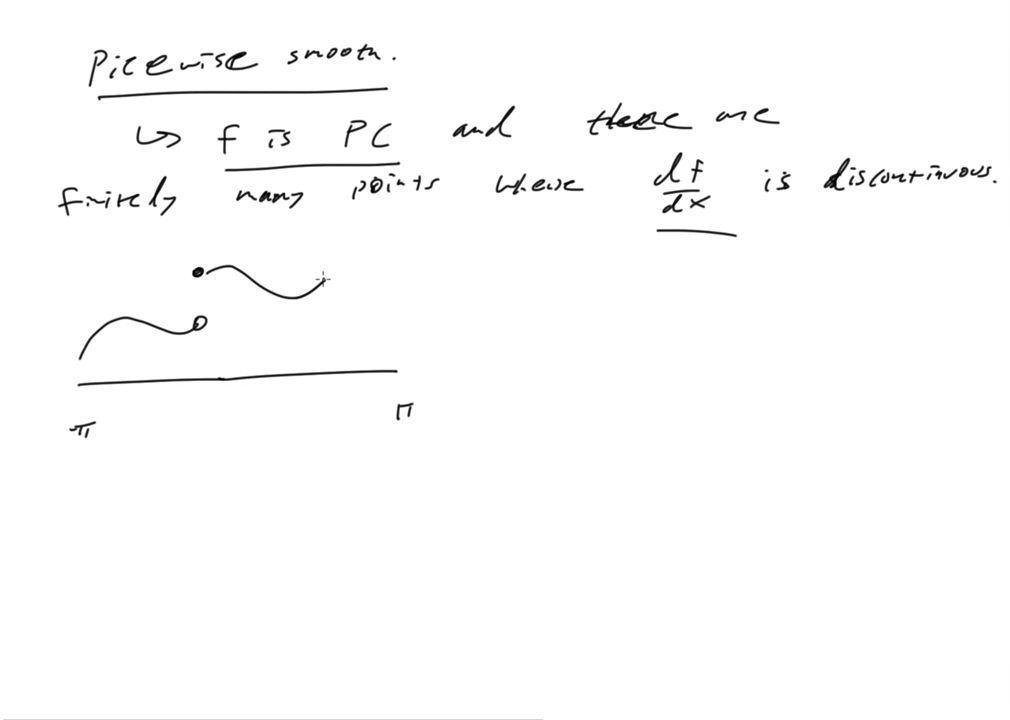 Picewise smooth.
↳ f is PC and there are
finitely many points where df/dx is discontinuous.
-π π